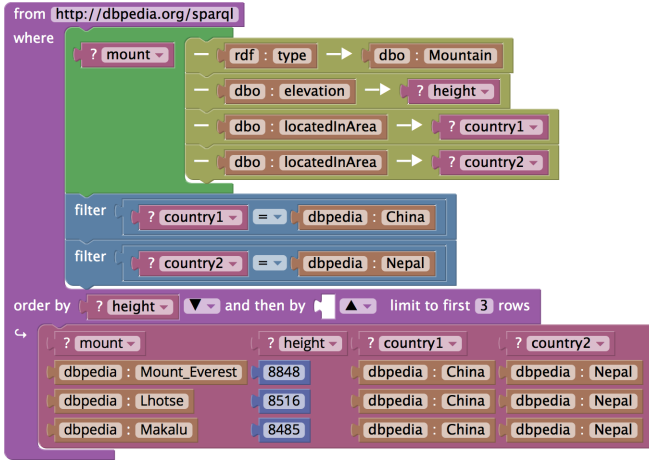 from http://dbpedia.org/sparql
where
? mount
rdf : type dbo : Mountain
dbo : elevation ? height
dbo : locatedInArea ? country1
dbo : locatedInArea ? country2
filter ? country1 = dbpedia : China
filter ? country2 = dbpedia : Nepal
order by ? height ▼ and then by ▲ limit to first 3 rows
? mount ? height ? country1 ? country2
dbpedia : Mount_Everest 8848 dbpedia : China dbpedia : Nepal
dbpedia : Lhotse 8516 dbpedia : China dbpedia : Nepal
dbpedia : Makalu 8485 dbpedia : China dbpedia : Nepal